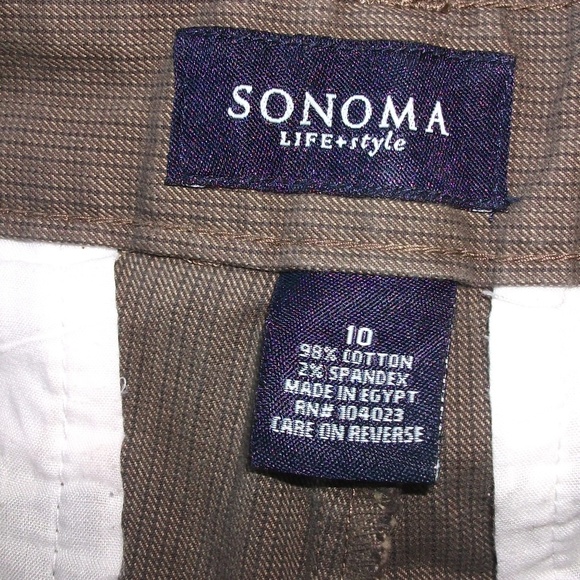 SONOMA
LIFE+style
10
98% COTTON
2% SPANDEX
MADE IN EGYPT
RN# 104023
CARE ON REVERSE